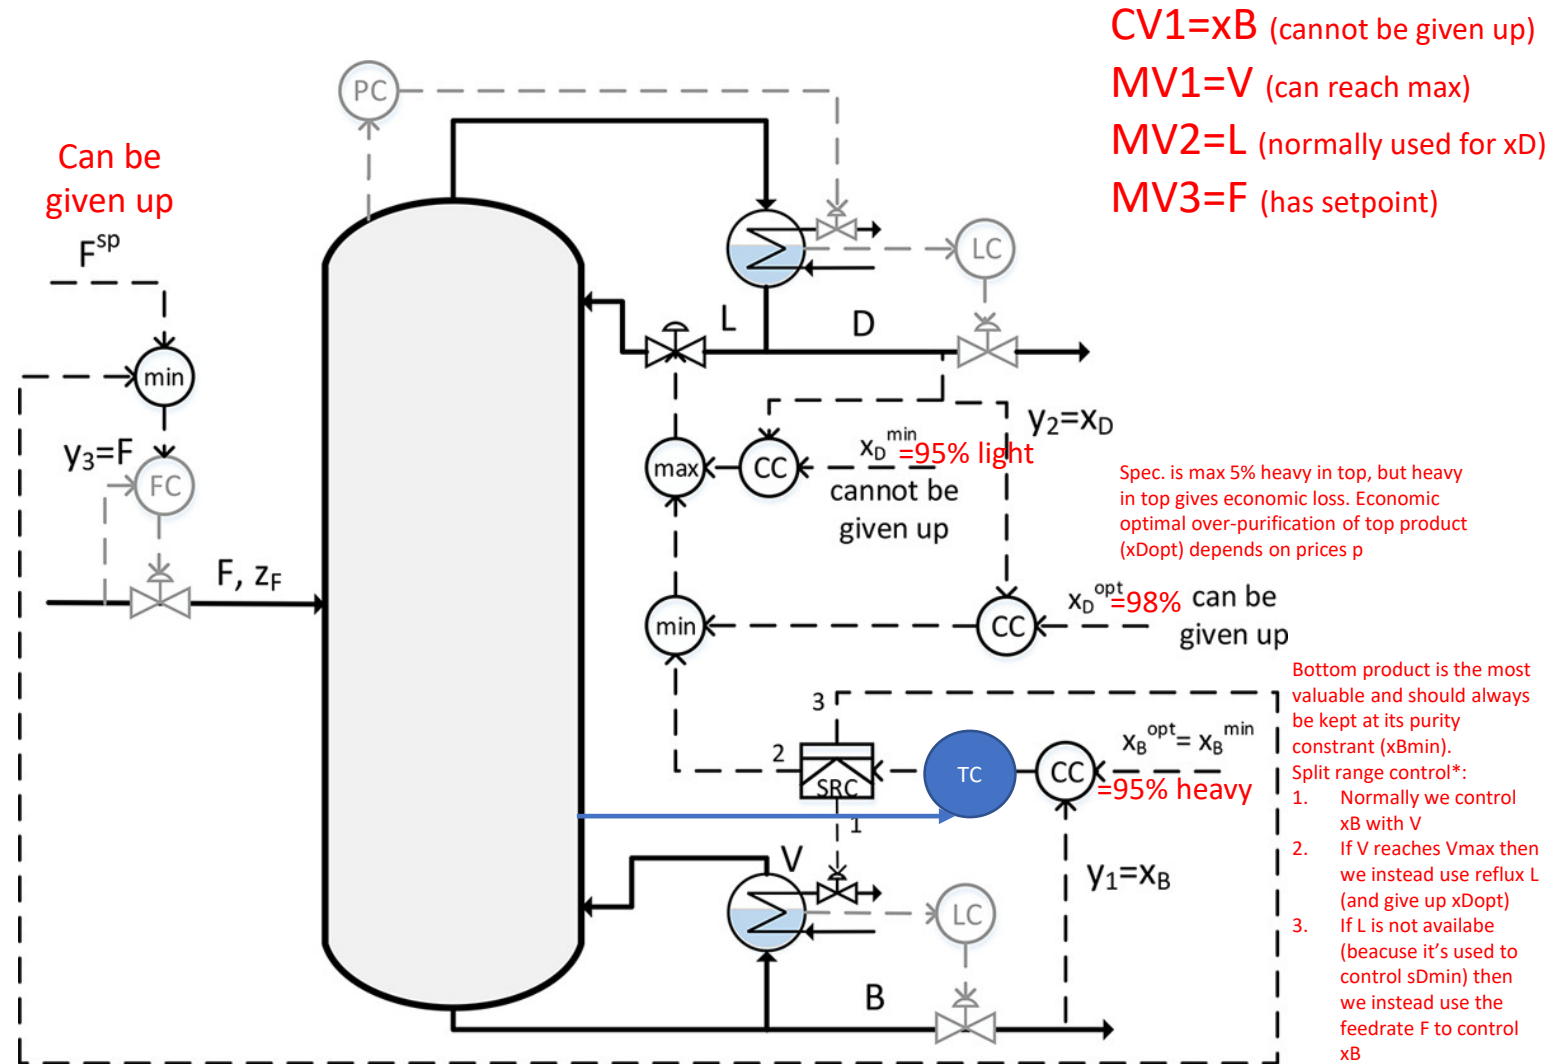 CV1=xB (cannot be given up)
MV1=V (can reach max)
MV2=L (normally used for xD)
MV3=F (has setpoint)
PC
Can be
given up
F^sp
LC
L
D
min
y₃=F
FC
F, z_F
max
CC
x_D^min
=95% light
cannot be
given up
y₂=x_D
Spec. is max 5% heavy in top, but heavy
in top gives economic loss. Economic
optimal over-purification of top product
(xDopt) depends on prices p
min
CC
x_D^opt
=98%
can be
given up
Bottom product is the most
valuable and should always
be kept at its purity
constrant (xBmin).
Split range control*:
1. Normally we control
xB with V
2. If V reaches Vmax then
we instead use reflux L
(and give up xDopt)
3. If L is not availabe
(beacuse it’s used to
control sDmin) then
we instead use the
feedrate F to control
xB
3
2
SRC
1
TC
CC
x_B^opt= x_B^min
=95% heavy
V
LC
y₁=x_B
B